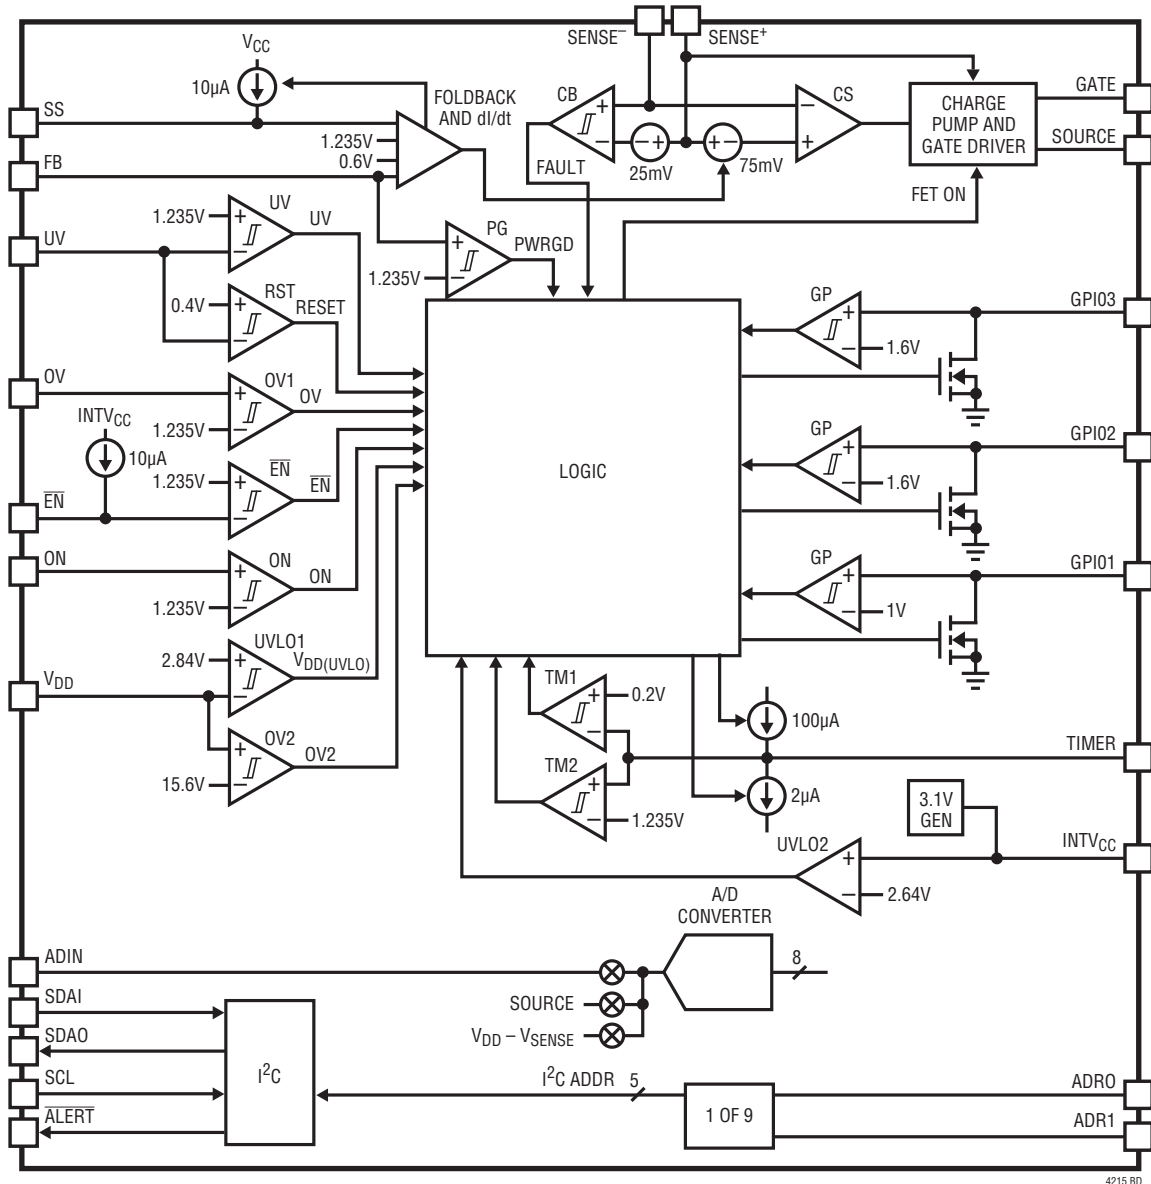 SENSE– SENSE+
VCC
10µA
SS
FB
FOLDBACK
AND dI/dt
1.235V
0.6V
CB
+
–
FAULT
– +
25mV
+ –
75mV
–
+
CS
CHARGE
PUMP AND
GATE DRIVER
FET ON
GATE
SOURCE
UV
1.235V
+
–
UV
UV
0.4V
+
–
RST
RESET
+
–
PG
PWRGD
1.235V
OV
+
–
OV1
OV
1.235V
INTVCC
10µA
EN
1.235V
+
–
EN
EN
ON
+
–
ON
ON
1.235V
VDD
2.84V
+
–
UVLO1
VDD(UVLO)
+
–
OV2
OV2
15.6V
LOGIC
GP
+
–
1.6V
GPIO3
GP
+
–
1.6V
GPIO2
GP
+
–
1V
GPIO1
TM1
+
–
0.2V
TM2
+
–
1.235V
100µA
2µA
TIMER
3.1V
GEN
INTVCC
UVLO2
+
–
2.64V
A/D
CONVERTER
8
ADIN
SOURCE
VDD – VSENSE
SDAI
SDAO
SCL
ALERT
I2C
I2C ADDR 5
1 OF 9
ADR0
ADR1
4215 BD